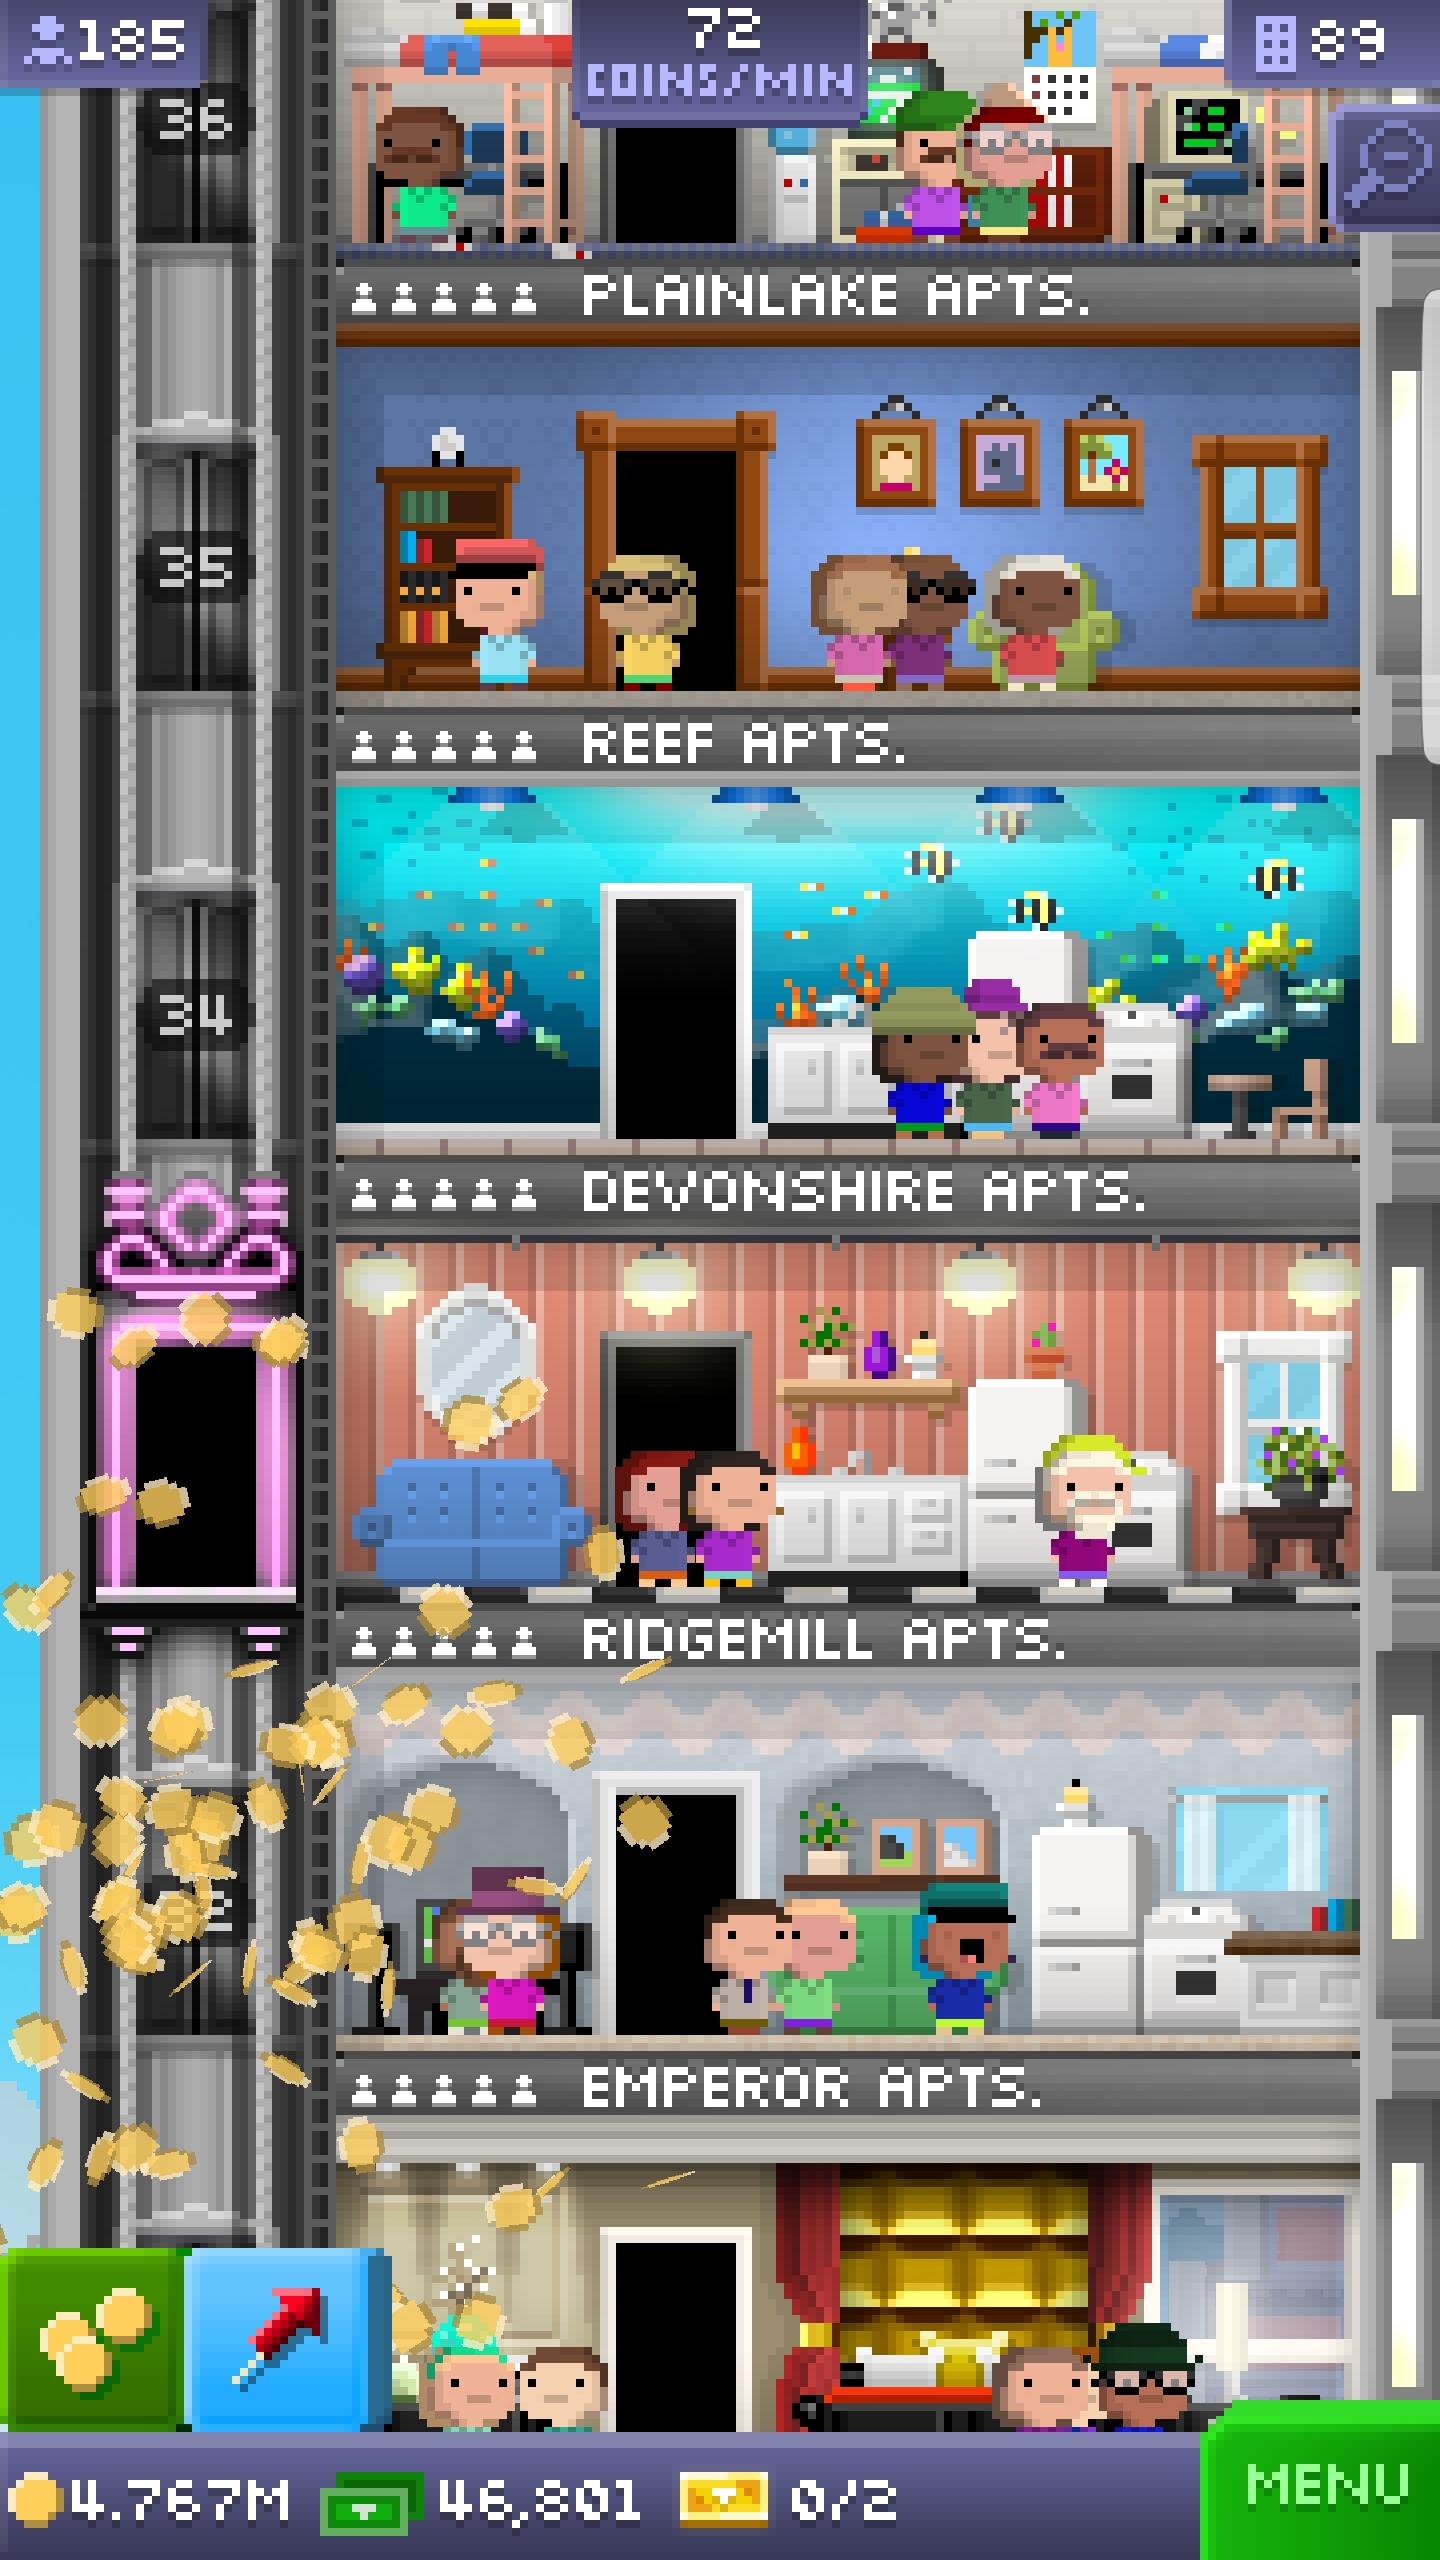 185
72
COINS/MIN
89
36
PLAINLAKE APTS.
35
REEF APTS.
34
DEVONSHIRE APTS.
RIDGEMILL APTS.
EMPEROR APTS.
4.767M
46,801
0/2
MENU